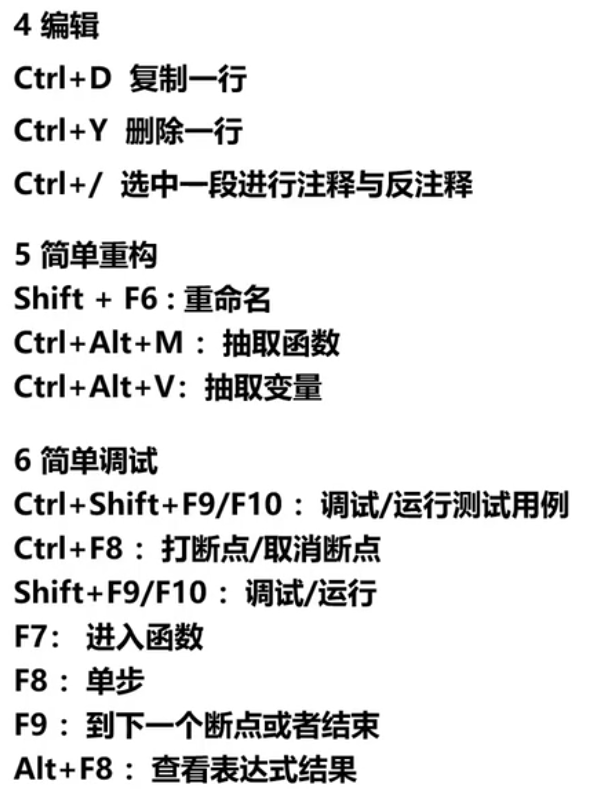 4 编辑
Ctrl+D 复制一行
Ctrl+Y 删除一行
Ctrl+/ 选中一段进行注释与反注释
5 简单重构
Shift + F6 : 重命名
Ctrl+Alt+M ：抽取函数
Ctrl+Alt+V：抽取变量
6 简单调试
Ctrl+Shift+F9/F10 ：调试/运行测试用例
Ctrl+F8 ：打断点/取消断点
Shift+F9/F10 ：调试/运行
F7： 进入函数
F8 ：单步
F9 ：到下一个断点或者结束
Alt+F8 ：查看表达式结果